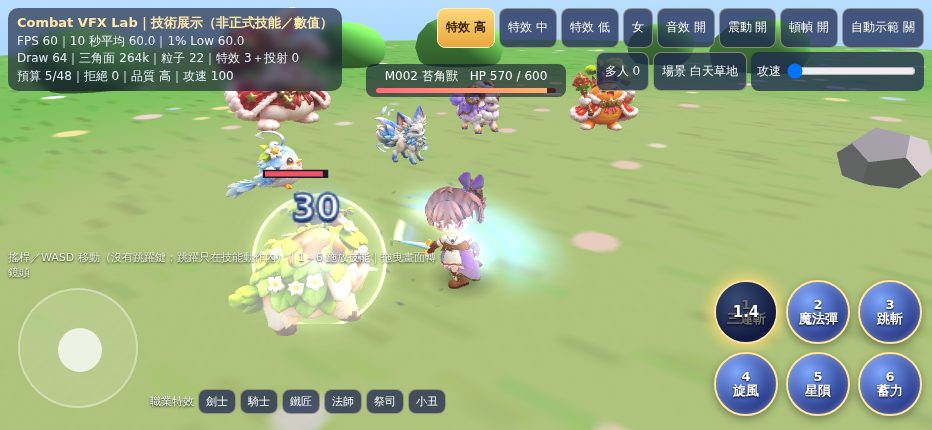 Combat VFX Lab｜技術展示（非正式技能／數值）
FPS 60｜10 秒平均 60.0｜1% Low 60.0
Draw 64｜三角面 264k｜粒子 22｜特效 3＋投射 0
預算 5/48｜拒絕 0｜品質 高｜攻速 100
特效 高
特效 中
特效 低
女
音效 開
震動 開
頓幀 開
自動示範 關
M002 苔角獸 HP 570 / 600
多人 0
場景 白天草地
攻速
30
搖桿／WASD 移動（沒有跳躍鍵；跳躍只在技能動作內）｜1～6 施放技能｜拖曳畫面轉
鏡頭
1
1.4
三連斬
2
魔法彈
3
跳斬
4
旋風
5
星隕
6
蓄力
職業特效
劍士
騎士
鐵匠
法師
祭司
小丑